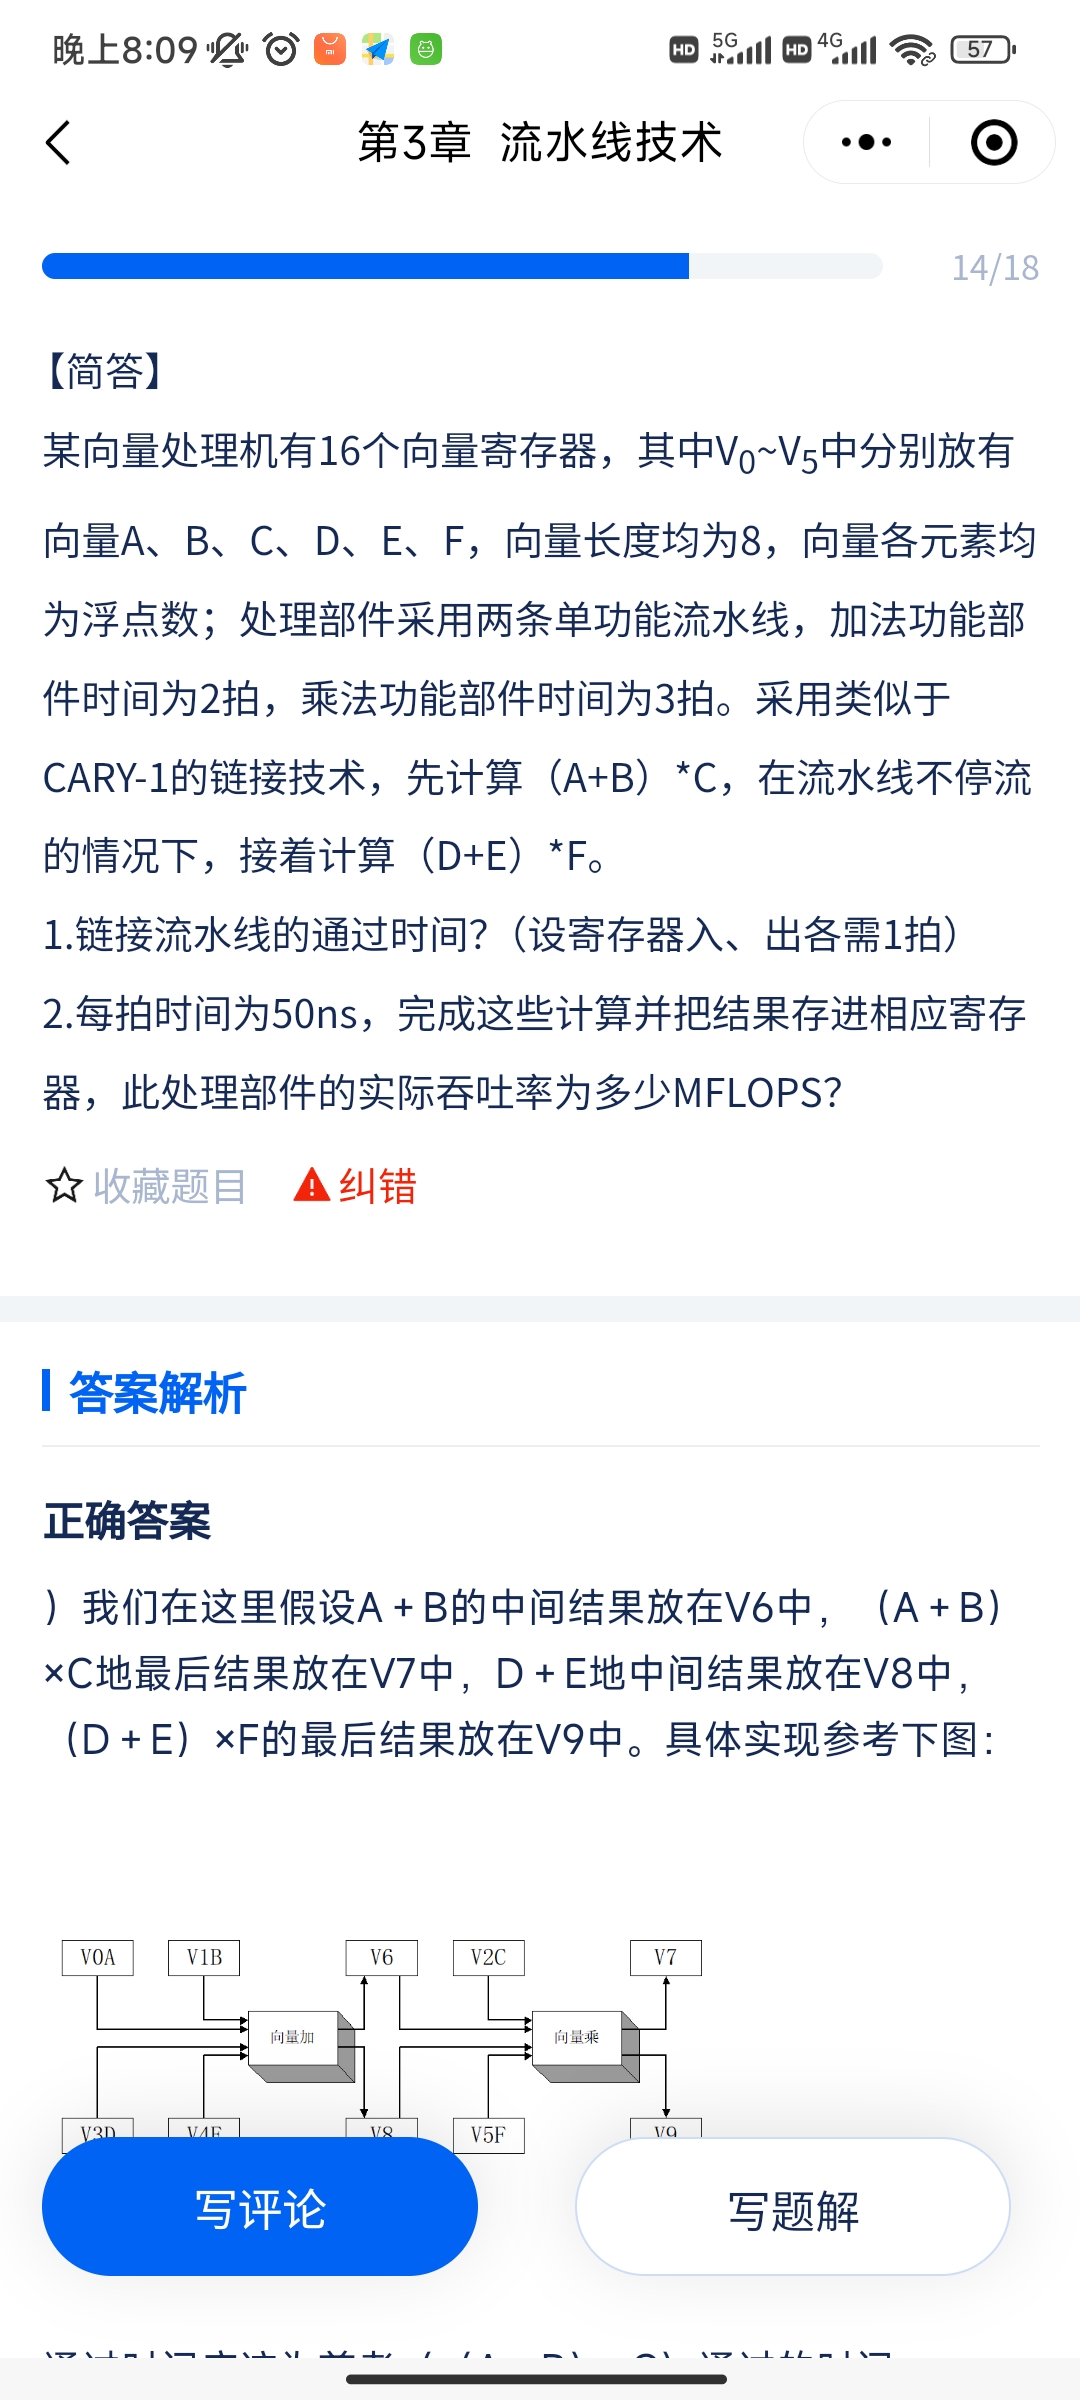 晚上8:09
HD 5G HD 4G 57
第3章 流水线技术
14/18
【简答】
某向量处理机有16个向量寄存器，其中V0~V5中分别放有
向量A、B、C、D、E、F，向量长度均为8，向量各元素均
为浮点数；处理部件采用两条单功能流水线，加法功能部
件时间为2拍，乘法功能部件时间为3拍。采用类似于
CARY-1的链接技术，先计算（A+B）*C，在流水线不停流
的情况下，接着计算（D+E）*F。
1.链接流水线的通过时间?（设寄存器入、出各需1拍）
2.每拍时间为50ns，完成这些计算并把结果存进相应寄存
器，此处理部件的实际吞吐率为多少MFLOPS?
收藏题目 纠错
答案解析
正确答案
）我们在这里假设A + B的中间结果放在V6中，（A + B）
×C地最后结果放在V7中，D + E地中间结果放在V8中，
（D + E）×F的最后结果放在V9中。具体实现参考下图：
V0A V1B V6 V2C V7
向量加 向量乘
V3D V4E V8 V5F V9
写评论 写题解